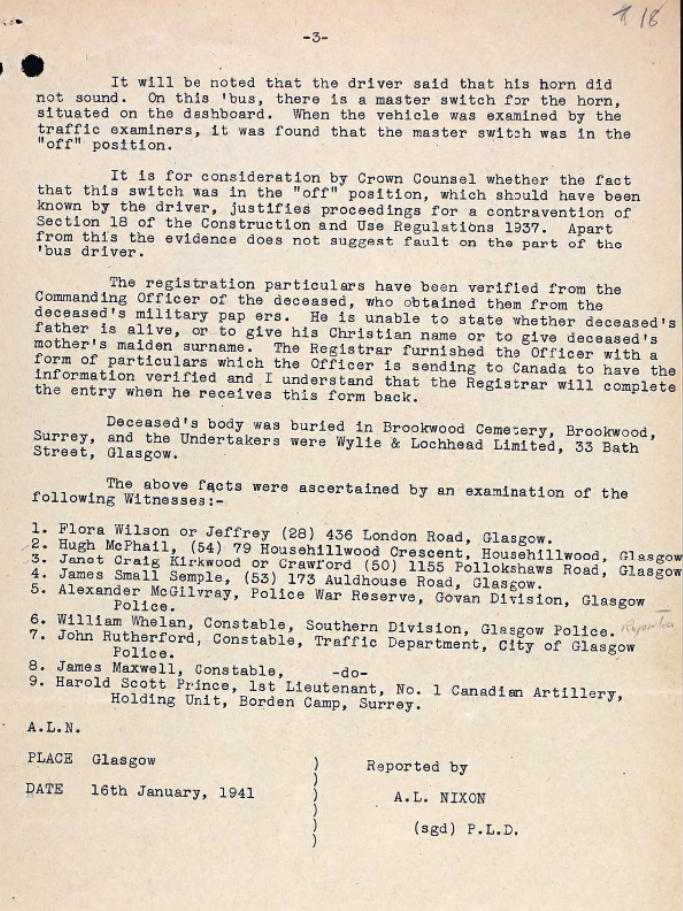 18
-3-
It will be noted that the driver said that his horn did
not sound. On this 'bus, there is a master switch for the horn,
situated on the dashboard. When the vehicle was examined by the
traffic examiners, it was found that the master switch was in the
"off" position.
It is for consideration by Crown Counsel whether the fact
that this switch was in the "off" position, which should have been
known by the driver, justifies proceedings for a contravention of
Section 18 of the Construction and Use Regulations 1937. Apart
from this the evidence does not suggest fault on the part of the
'bus driver.
The registration particulars have been verified from the
Commanding Officer of the deceased, who obtained them from the
deceased's military pap ers. He is unable to state whether deceased's
father is alive, or to give his Christian name or to give deceased's
mother's maiden surname. The Registrar furnished the Officer with a
form of particulars which the Officer is sending to Canada to have the
information verified and I understand that the Registrar will complete
the entry when he receives this form back.
Deceased's body was buried in Brookwood Cemetery, Brookwood,
Surrey, and the Undertakers were Wylie & Lochhead Limited, 33 Bath
Street, Glasgow.
The above facts were ascertained by an examination of the
following Witnesses:-
1. Flora Wilson or Jeffrey (28) 436 London Road, Glasgow.
2. Hugh McPhail, (54) 79 Househillwood Crescent, Househillwood, Glasgow
3. Janet Craig Kirkwood or Crawford (50) 1155 Pollokshaws Road, Glasgow
4. James Small Semple, (53) 173 Auldhouse Road, Glasgow.
5. Alexander McGilvray, Police War Reserve, Govan Division, Glasgow
Police.
6. William Whelan, Constable, Southern Division, Glasgow Police.
7. John Rutherford, Constable, Traffic Department, City of Glasgow
Police.
8. James Maxwell, Constable, -do-
9. Harold Scott Prince, 1st Lieutenant, No. 1 Canadian Artillery,
Holding Unit, Borden Camp, Surrey.
A.L.N.
PLACE Glasgow )
Reported by
DATE 16th January, 1941 )
A.L. NIXON
(sgd) P.L.D.